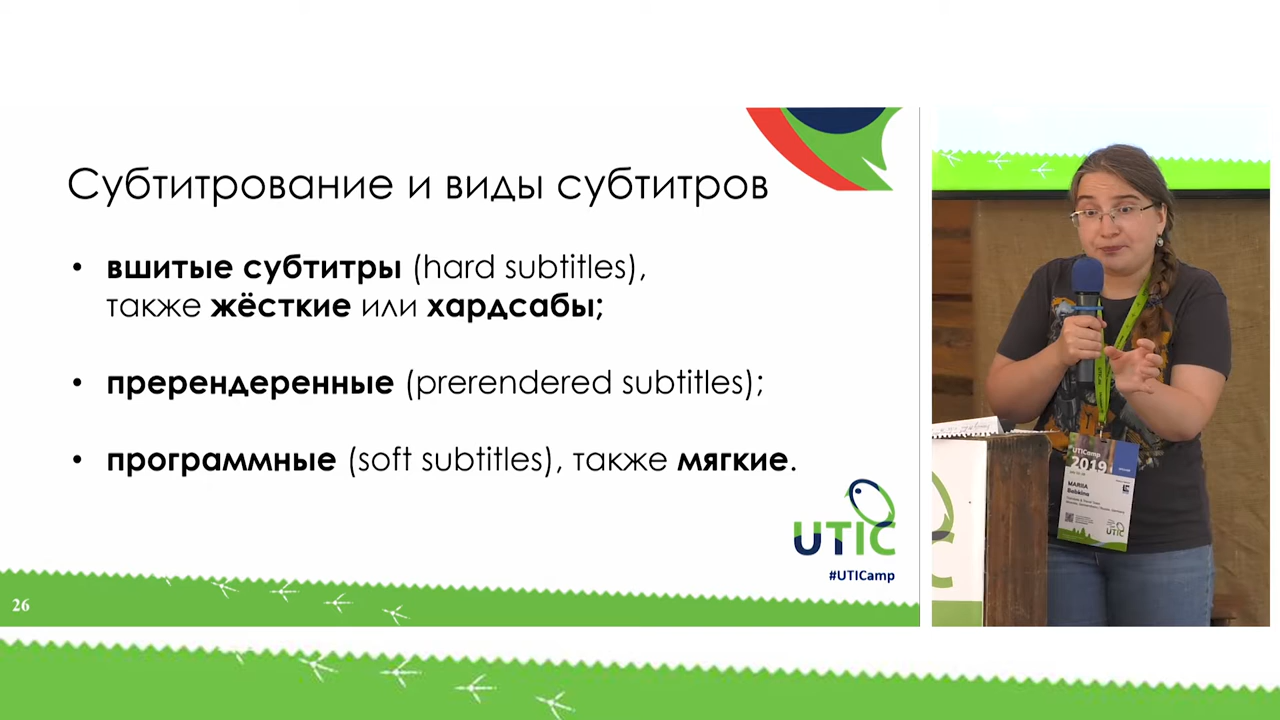 Субтитрование и виды субтитров
• вшитые субтитры (hard subtitles),
также жёсткие или хардсабы;
• пререндеренные (prerendered subtitles);
• программные (soft subtitles), также мягкие.
UTIC
#UTICamp
26
UTICamp
2019
MARIIA
Babkina
UTIC